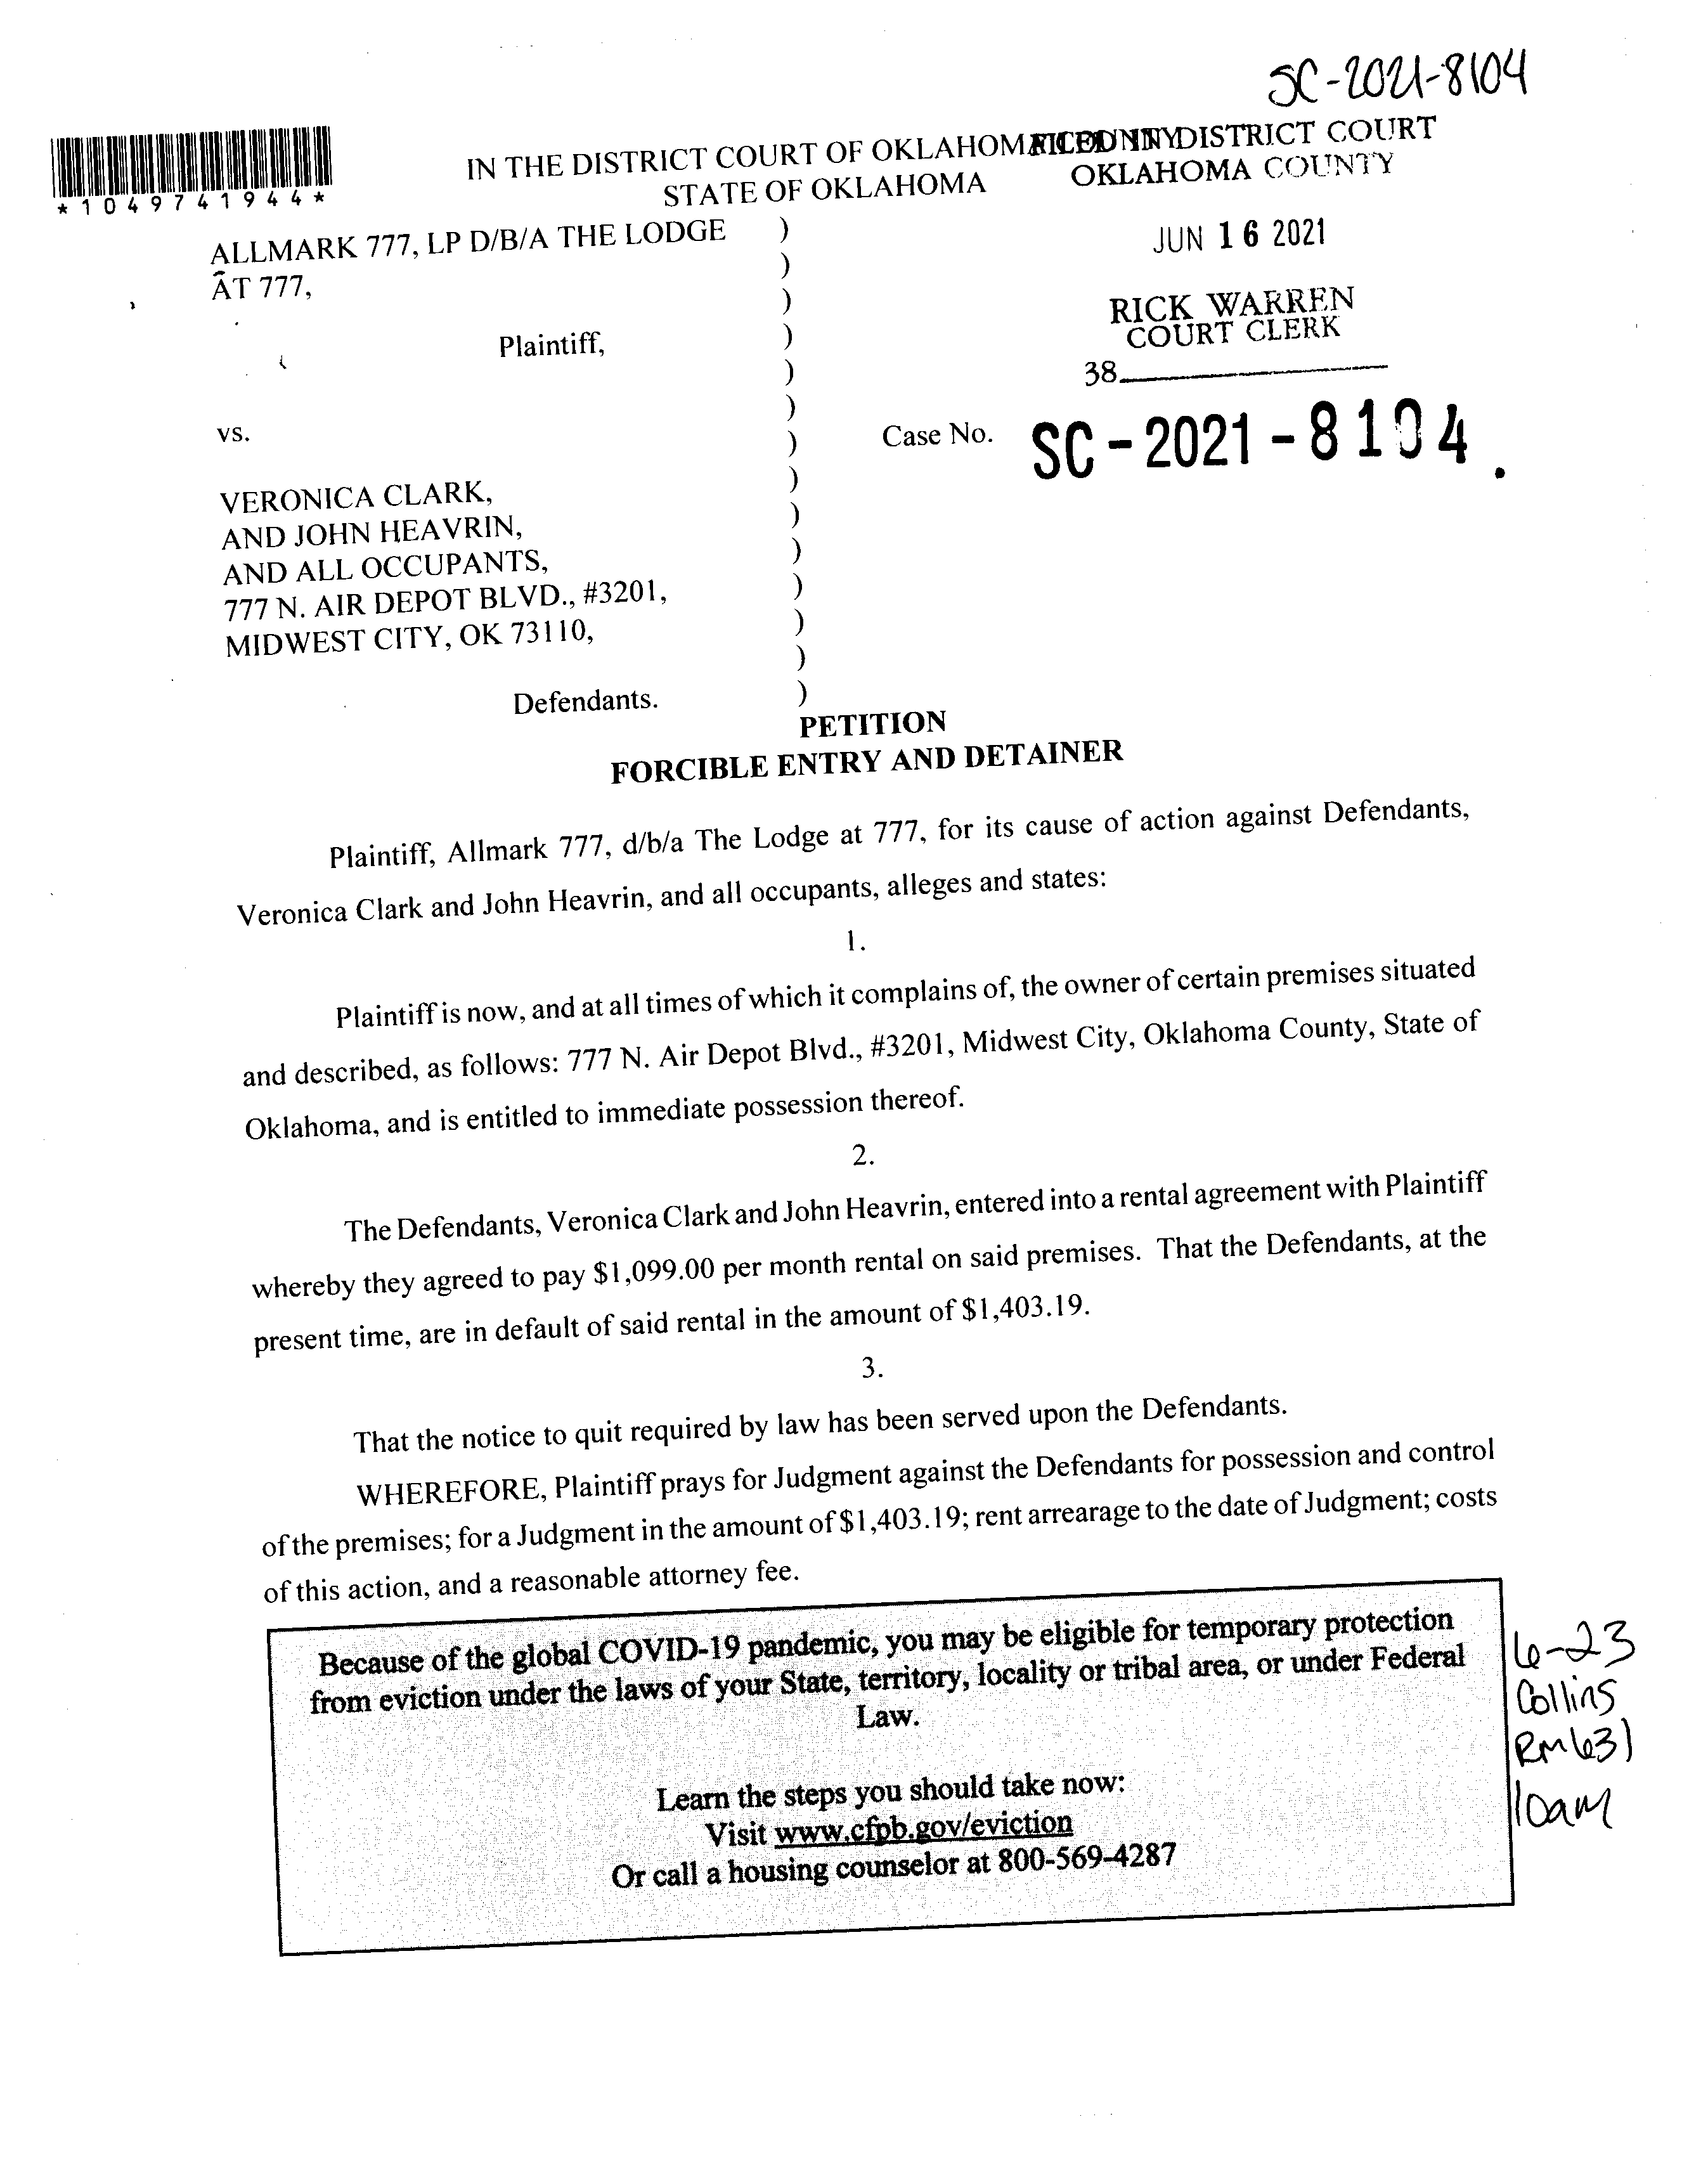 SC-2021-8104
IN THE DISTRICT COURT OF OKLAHOMA COUNTY
STATE OF OKLAHOMA
FILED IN DISTRICT COURT
OKLAHOMA COUNTY
*1049741944*
JUN 16 2021
RICK WARREN
COURT CLERK
38
ALLMARK 777, LP D/B/A THE LODGE )
AT 777, )
)
Plaintiff, )
)
)
vs. ) Case No. SC-2021-8104.
)
VERONICA CLARK, )
AND JOHN HEAVRIN, )
AND ALL OCCUPANTS, )
777 N. AIR DEPOT BLVD., #3201, )
MIDWEST CITY, OK 73110, )
)
Defendants. )
PETITION
FORCIBLE ENTRY AND DETAINER
Plaintiff, Allmark 777, d/b/a The Lodge at 777, for its cause of action against Defendants,
Veronica Clark and John Heavrin, and all occupants, alleges and states:
1.
Plaintiff is now, and at all times of which it complains of, the owner of certain premises situated
and described, as follows: 777 N. Air Depot Blvd., #3201, Midwest City, Oklahoma County, State of
Oklahoma, and is entitled to immediate possession thereof.
2.
The Defendants, Veronica Clark and John Heavrin, entered into a rental agreement with Plaintiff
whereby they agreed to pay $1,099.00 per month rental on said premises. That the Defendants, at the
present time, are in default of said rental in the amount of $1,403.19.
3.
That the notice to quit required by law has been served upon the Defendants.
WHEREFORE, Plaintiff prays for Judgment against the Defendants for possession and control
of the premises; for a Judgment in the amount of $1,403.19; rent arrearage to the date of Judgment; costs
of this action, and a reasonable attorney fee.
Because of the global COVID-19 pandemic, you may be eligible for temporary protection
from eviction under the laws of your State, territory, locality or tribal area, or under Federal
Law.
Learn the steps you should take now:
Visit www.cfpb.gov/eviction
Or call a housing counselor at 800-569-4287
6-23
Collins
Rm 631
10am